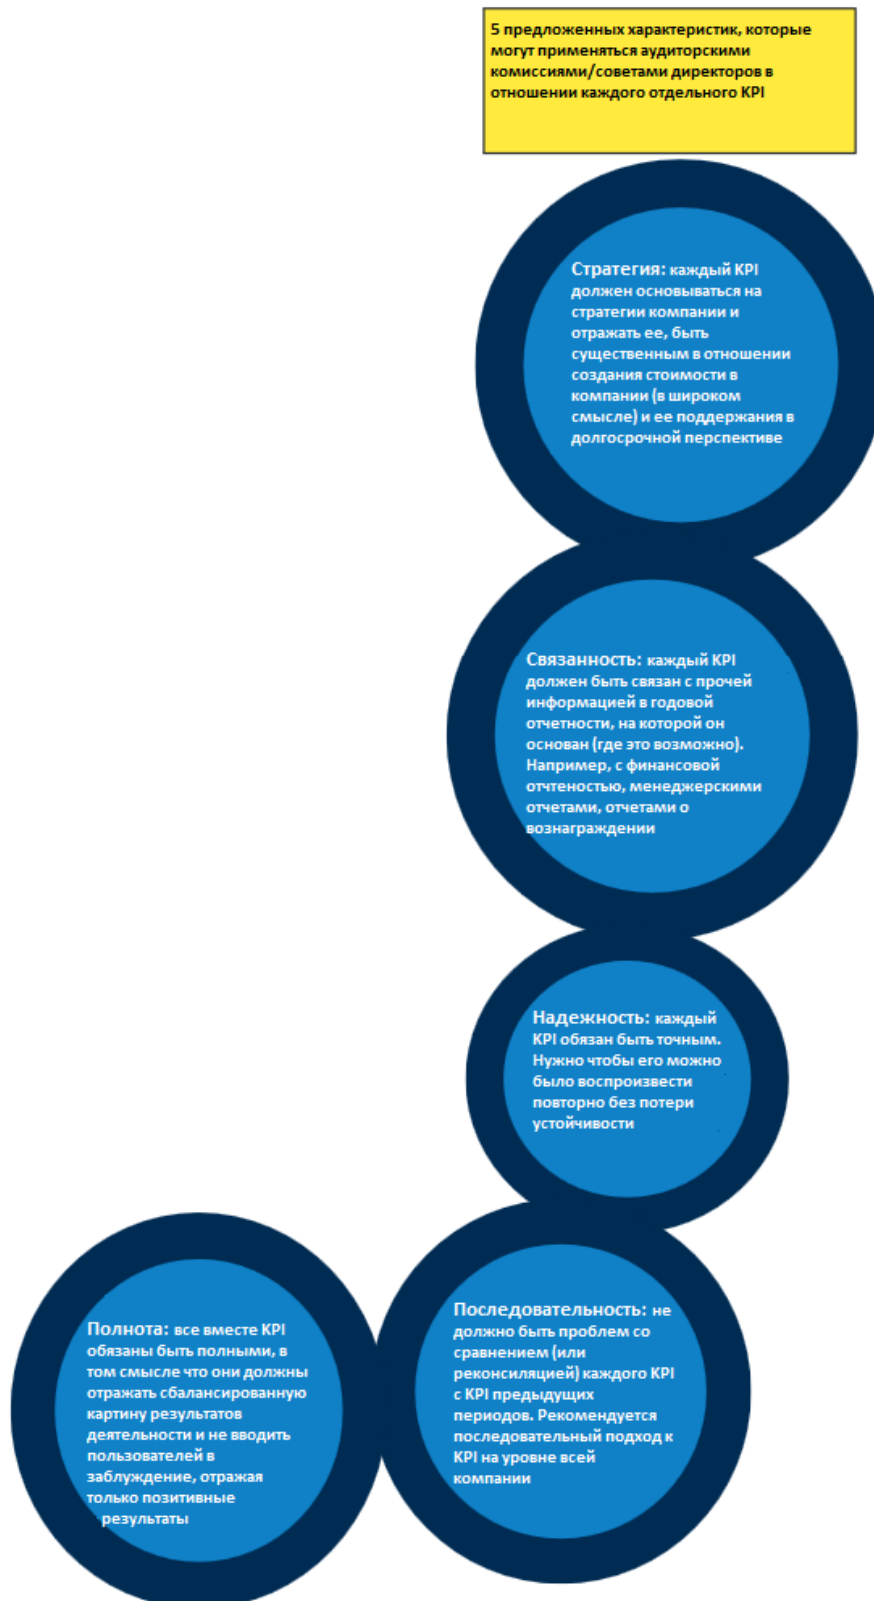 5 предложенных характеристик, которые
могут применяться аудиторскими
комиссиями/советами директоров в
отношении каждого отдельного KPI
Стратегия: каждый KPI
должен основываться на
стратегии компании и
отражать ее, быть
существенным в отношении
создания стоимости в
компании (в широком
смысле) и ее поддержания в
долгосрочной перспективе
Связанность: каждый KPI
должен быть связан с прочей
информацией в годовой
отчетности, на которой он
основан (где это возможно).
Например, с финансовой
отчтеностью, менеджерскими
отчетами, отчетами о
вознаграждении
Надежность: каждый
KPI обязан быть точным.
Нужно чтобы его можно
было воспроизвести
повторно без потери
устойчивости
Последовательность: не
должно быть проблем со
сравнением (или
реконсиляцией) каждого KPI
с KPI предыдущих
периодов. Рекомендуется
последовательный подход к
KPI на уровне всей
компании
Полнота: все вместе KPI
обязаны быть полными, в
том смысле что они должны
отражать сбалансированную
картину результатов
деятельности и не вводить
пользователей в
заблуждение, отражая
только позитивные
результаты